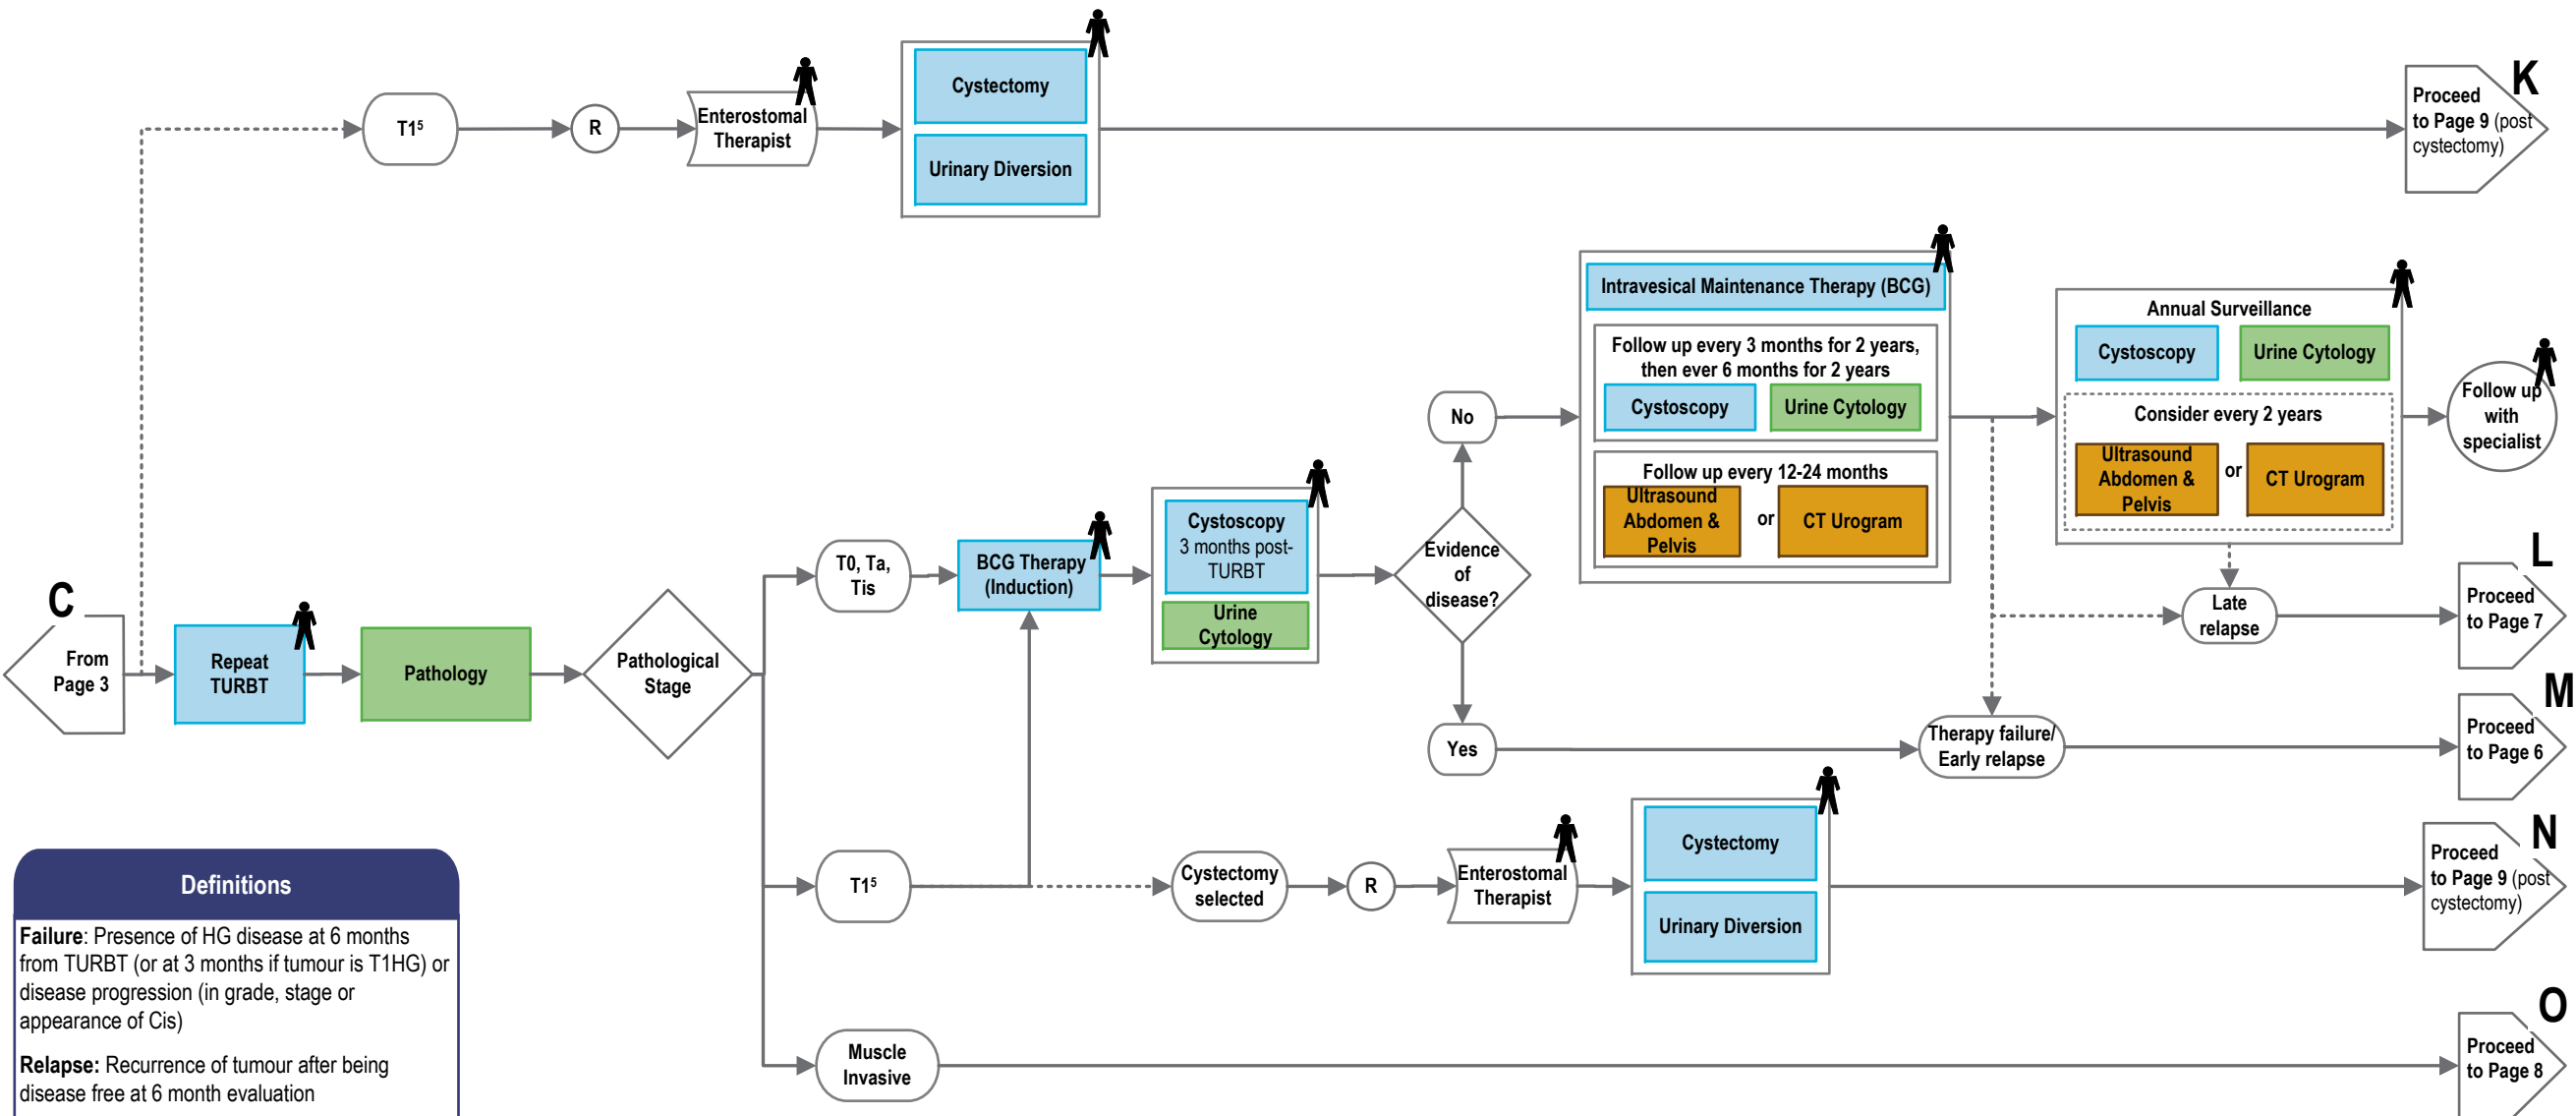 T1⁵
R
Enterostomal
Therapist
Cystectomy
Urinary Diversion
K
Proceed
to Page 9 (post
cystectomy)
C
From
Page 3
Repeat
TURBT
Pathology
Pathological
Stage
T0, Ta,
Tis
BCG Therapy
(Induction)
Cystoscopy
3 months post-
TURBT
Urine
Cytology
Evidence
of
disease?
No
Intravesical Maintenance Therapy (BCG)
Follow up every 3 months for 2 years,
then ever 6 months for 2 years
Cystoscopy
Urine Cytology
Follow up every 12-24 months
Ultrasound
Abdomen &
Pelvis
or
CT Urogram
Annual Surveillance
Cystoscopy
Urine Cytology
Consider every 2 years
Ultrasound
Abdomen &
Pelvis
or
CT Urogram
Follow up
with
specialist
Late
relapse
L
Proceed
to Page 7
Yes
Therapy failure/
Early relapse
M
Proceed
to Page 6
T1⁵
Cystectomy
selected
R
Enterostomal
Therapist
Cystectomy
Urinary Diversion
N
Proceed
to Page 9 (post
cystectomy)
Muscle
Invasive
O
Proceed
to Page 8
Definitions
Failure: Presence of HG disease at 6 months
from TURBT (or at 3 months if tumour is T1HG) or
disease progression (in grade, stage or
appearance of Cis)
Relapse: Recurrence of tumour after being
disease free at 6 month evaluation